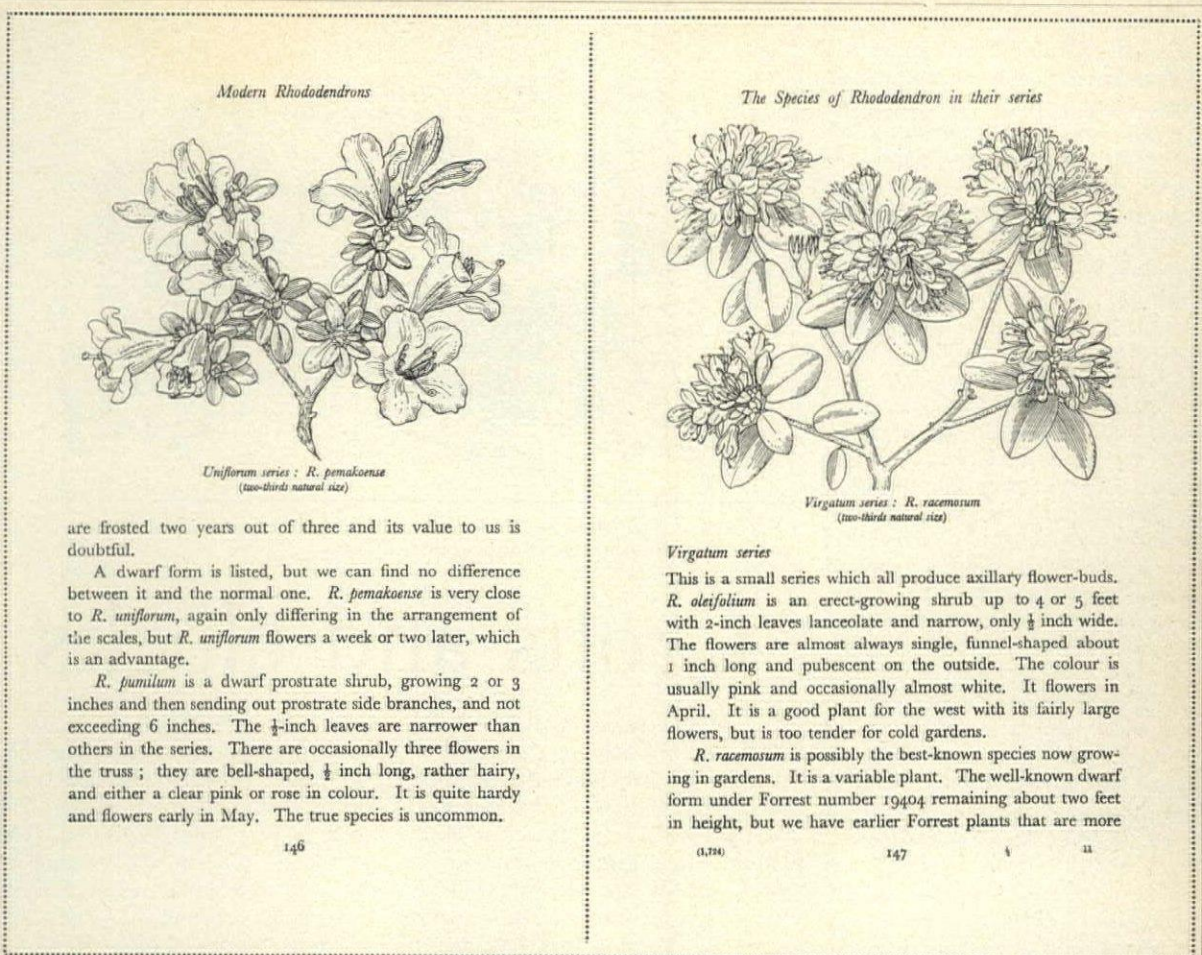 Modern Rhododendrons
Uniflorum series : R. pemakoense
(two-thirds natural size)
are frosted two years out of three and its value to us is
doubtful.
A dwarf form is listed, but we can find no difference
between it and the normal one. R. pemakoense is very close
to R. uniflorum, again only differing in the arrangement of
the scales, but R. uniflorum flowers a week or two later, which
is an advantage.
R. pumilum is a dwarf prostrate shrub, growing 2 or 3
inches and then sending out prostrate side branches, and not
exceeding 6 inches. The ½-inch leaves are narrower than
others in the series. There are occasionally three flowers in
the truss ; they are bell-shaped, ½ inch long, rather hairy,
and either a clear pink or rose in colour. It is quite hardy
and flowers early in May. The true species is uncommon.
146
The Species of Rhododendron in their series
Virgatum series : R. racemosum
(two-thirds natural size)
Virgatum series
This is a small series which all produce axillary flower-buds.
R. oleifolium is an erect-growing shrub up to 4 or 5 feet
with 2-inch leaves lanceolate and narrow, only ½ inch wide.
The flowers are almost always single, funnel-shaped about
1 inch long and pubescent on the outside. The colour is
usually pink and occasionally almost white. It flowers in
April. It is a good plant for the west with its fairly large
flowers, but is too tender for cold gardens.
R. racemosum is possibly the best-known species now grow-
ing in gardens. It is a variable plant. The well-known dwarf
form under Forrest number 19404 remaining about two feet
in height, but we have earlier Forrest plants that are more
(1,724) 147 11